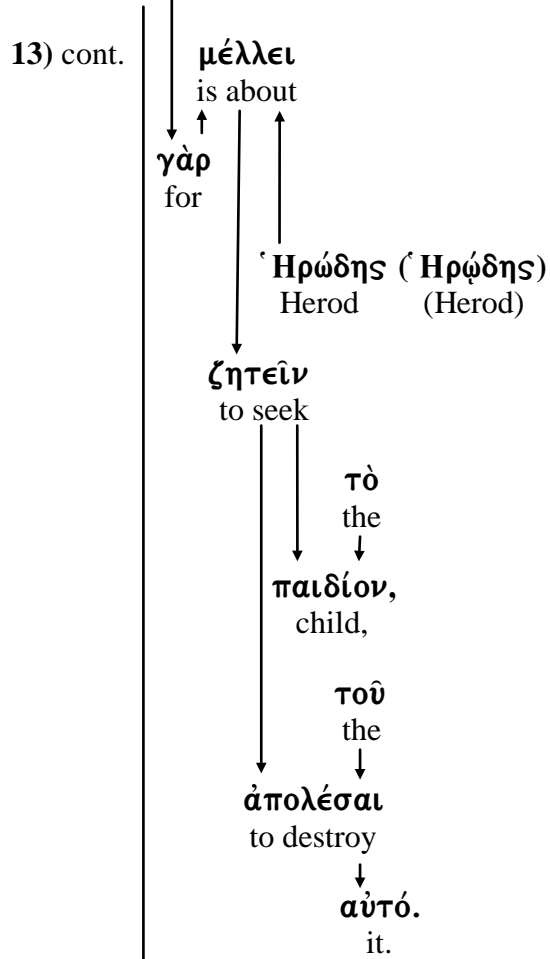 13) cont. μέλλει
is about
γὰρ
for
Ἡρώδης (Ἡρῴδης)
Herod (Herod)
ζητεῖν
to seek
τὸ
the
παιδίον,
child,
τοῦ
the
ἀπολέσαι
to destroy
αὐτό.
it.